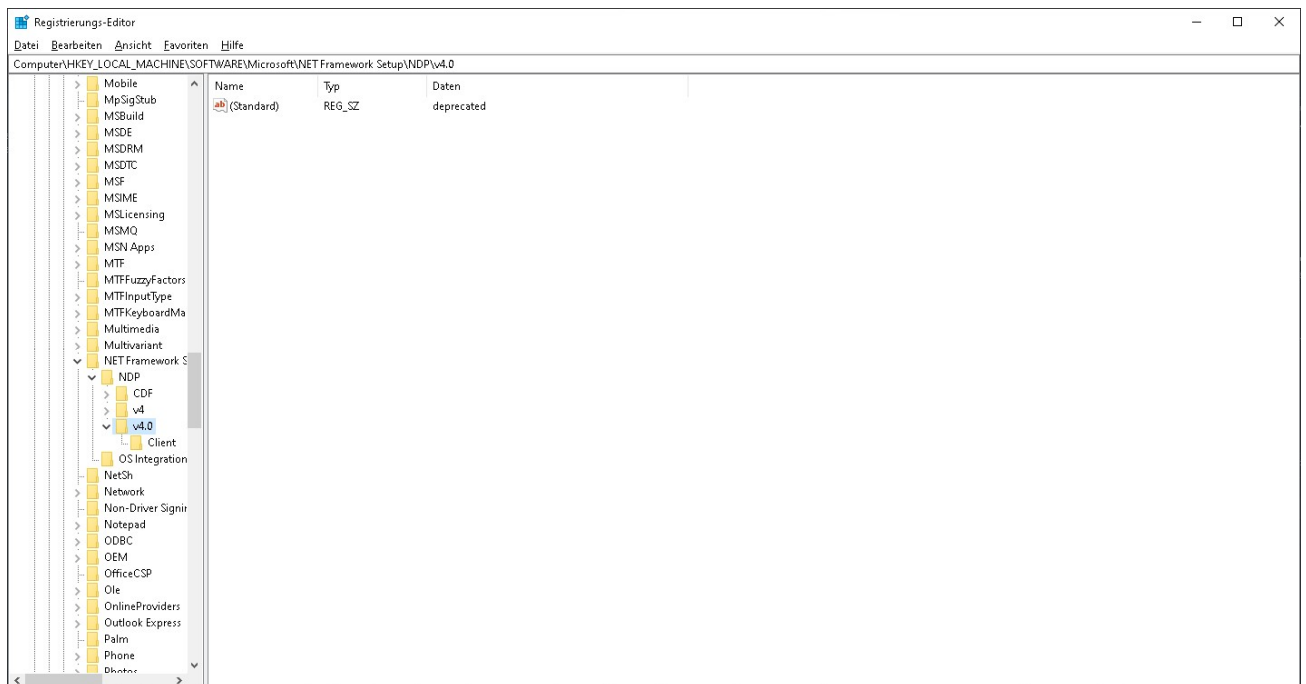 Registrierungs-Editor
Datei Bearbeiten Ansicht Favoriten Hilfe
Computer\HKEY_LOCAL_MACHINE\SOFTWARE\Microsoft\NET Framework Setup\NDP\v4.0
Name Typ Daten
ab (Standard) REG_SZ deprecated
Mobile
MpSigStub
MSBuild
MSDE
MSDRM
MSDTC
MSF
MSIME
MSLicensing
MSMQ
MSN Apps
MTF
MTFFuzzyFactors
MTFInputType
MTFKeyboardMa
Multimedia
Multivariant
NET Framework S
NDP
CDF
v4
v4.0
Client
OS Integration
NetSh
Network
Non-Driver Signir
Notepad
ODBC
OEM
OfficeCSP
Ole
OnlineProviders
Outlook Express
Palm
Phone
Photos